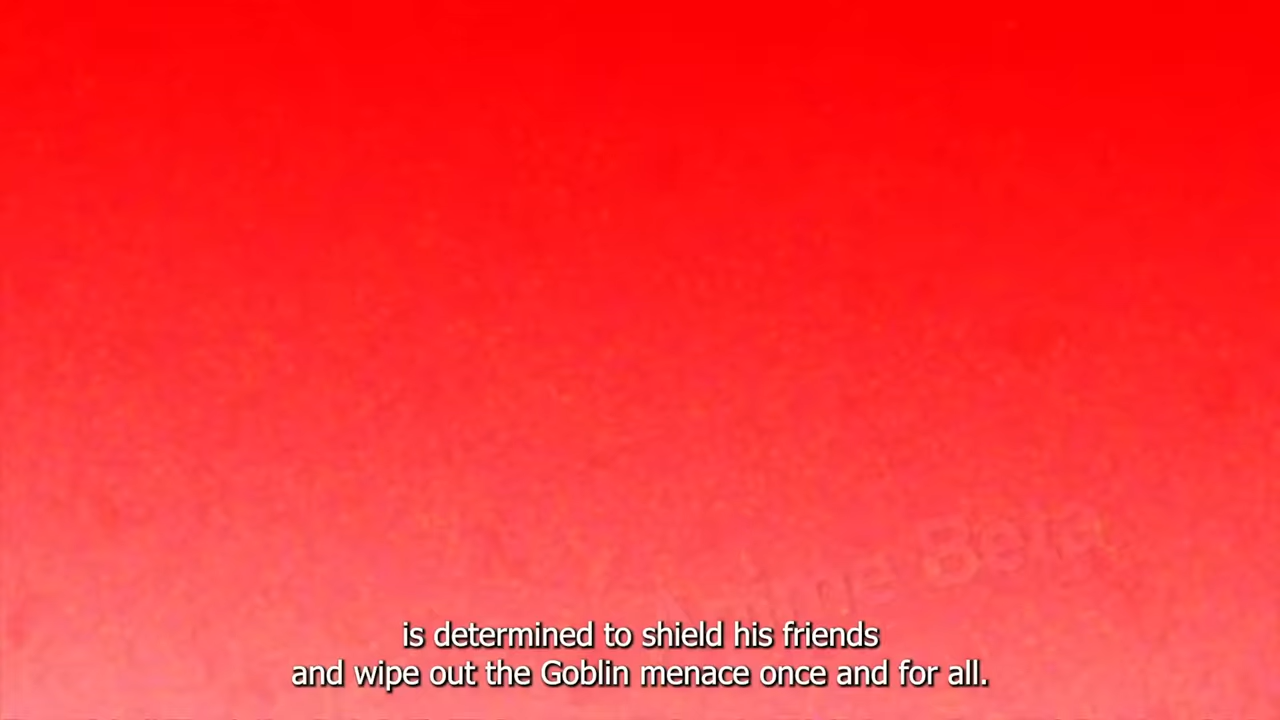 is determined to shield his friends
and wipe out the Goblin menace once and for all.